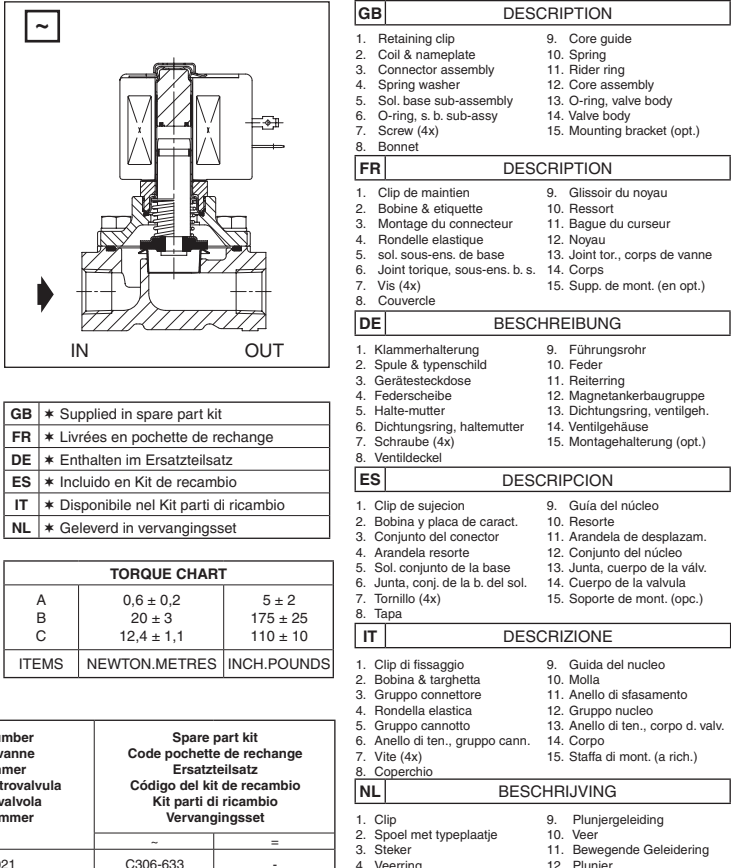 ~
IN OUT
GB ✶ Supplied in spare part kit
FR ✶ Livrées en pochette de rechange
DE ✶ Enthalten im Ersatzteilsatz
ES ✶ Incluido en Kit de recambio
IT ✶ Disponibile nel Kit parti di ricambio
NL ✶ Geleverd in vervangingsset
TORQUE CHART
A 0,6 ± 0,2 5 ± 2
B 20 ± 3 175 ± 25
C 12,4 ± 1,1 110 ± 10
ITEMS NEWTON.METRES INCH.POUNDS
Spare part kit
vanne Code pochette de rechange
Ersatzteilsatz
Código del kit de recambio
valvola Kit parti di ricambio
Vervangingsset
~ =
C306-633 -
GB DESCRIPTION
1. Retaining clip
2. Coil & nameplate
3. Connector assembly
4. Spring washer
5. Sol. base sub-assembly
6. O-ring, s. b. sub-assy
7. Screw (4x)
8. Bonnet
9. Core guide
10. Spring
11. Rider ring
12. Core assembly
13. O-ring, valve body
14. Valve body
15. Mounting bracket (opt.)
FR DESCRIPTION
1. Clip de maintien
2. Bobine & etiquette
3. Montage du connecteur
4. Rondelle elastique
5. sol. sous-ens. de base
6. Joint torique, sous-ens. b. s.
7. Vis (4x)
8. Couvercle
9. Glissoir du noyau
10. Ressort
11. Bague du curseur
12. Noyau
13. Joint tor., corps de vanne
14. Corps
15. Supp. de mont. (en opt.)
DE BESCHREIBUNG
1. Klammerhalterung
2. Spule & typenschild
3. Gerätesteckdose
4. Federscheibe
5. Halte-mutter
6. Dichtungsring, haltemutter
7. Schraube (4x)
8. Ventildeckel
9. Führungsrohr
10. Feder
11. Reiterring
12. Magnetankerbaugruppe
13. Dichtungsring, ventilgeh.
14. Ventilgehäuse
15. Montagehalterung (opt.)
ES DESCRIPCION
1. Clip de sujecion
2. Bobina y placa de caract.
3. Conjunto del conector
4. Arandela resorte
5. Sol. conjunto de la base
6. Junta, conj. de la b. del sol.
7. Tornillo (4x)
8. Tapa
9. Guía del núcleo
10. Resorte
11. Arandela de desplazam.
12. Conjunto del núcleo
13. Junta, cuerpo de la válv.
14. Cuerpo de la valvula
15. Soporte de mont. (opc.)
IT DESCRIZIONE
1. Clip di fissaggio
2. Bobina & targhetta
3. Gruppo connettore
4. Rondella elastica
5. Gruppo cannotto
6. Anello di ten., gruppo cann.
7. Vite (4x)
8. Coperchio
9. Guida del nucleo
10. Molla
11. Anello di sfasamento
12. Gruppo nucleo
13. Anello di ten., corpo d. valv.
14. Corpo
15. Staffa di mont. (a rich.)
NL BESCHRIJVING
1. Clip
2. Spoel met typeplaatje
3. Steker
4. Veerring
9. Plunjergeleiding
10. Veer
11. Bewegende Geleidering
12. Plunjer